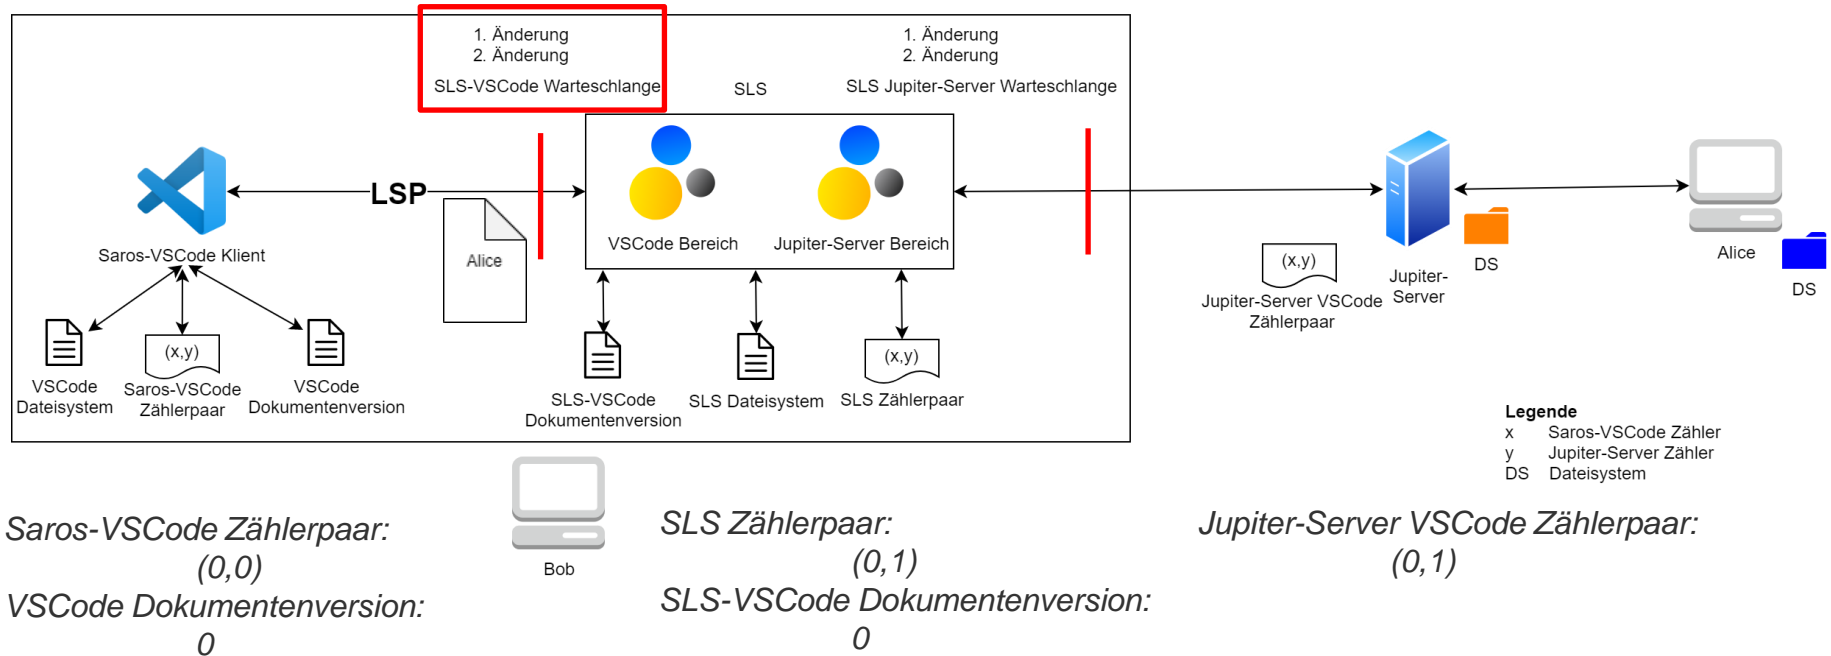 1. Änderung
2. Änderung
SLS-VSCode Warteschlange
SLS
1. Änderung
2. Änderung
SLS Jupiter-Server Warteschlange
LSP
Alice
VSCode Bereich
Jupiter-Server Bereich
Saros-VSCode Klient
VSCode
Dateisystem
(x,y)
Saros-VSCode
Zählerpaar
VSCode
Dokumentenversion
SLS-VSCode
Dokumentenversion
SLS Dateisystem
(x,y)
SLS Zählerpaar
(x,y)
Jupiter-Server VSCode
Zählerpaar
Jupiter-
Server
DS
Alice
DS
Legende
x Saros-VSCode Zähler
y Jupiter-Server Zähler
DS Dateisystem
Bob
Saros-VSCode Zählerpaar:
(0,0)
VSCode Dokumentenversion:
0
SLS Zählerpaar:
(0,1)
SLS-VSCode Dokumentenversion:
0
Jupiter-Server VSCode Zählerpaar:
(0,1)